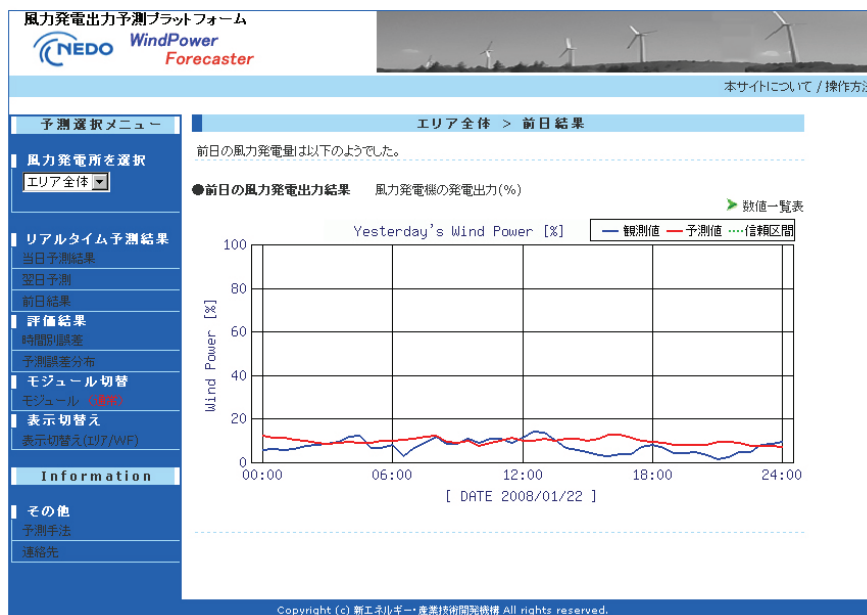 風力発電出力予測プラットフォーム
NEDO WindPower
Forecaster
本サイトについて / 操作方法
予測選択メニュー
エリア全体 > 前日結果
前日の風力発電量は以下のようでした。
風力発電所を選択
エリア全体
●前日の風力発電出力結果 風力発電機の発電出力(%)
数値一覧表
リアルタイム予測結果
当日予測結果
翌日予測
前日結果
評価結果
時間別誤差
予測誤差分布
モジュール切替
モジュール
表示切替え
表示切替え(エリア/WF)
Information
その他
予測手法
連絡先
Yesterday's Wind Power [%]
観測値 予測値 信頼区間
Wind Power [%]
100
80
60
40
20
0
00:00 06:00 12:00 18:00 24:00
[ DATE 2008/01/22 ]
Copyright (c) 新エネルギー・産業技術開発機構 All rights reserved.